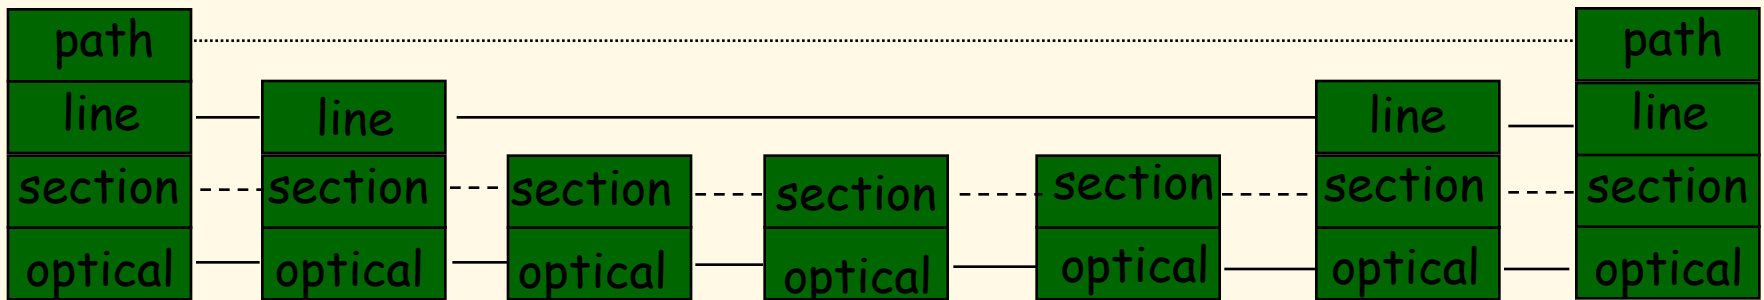 path path
line line line line
section section section section section section section
optical optical optical optical optical optical optical